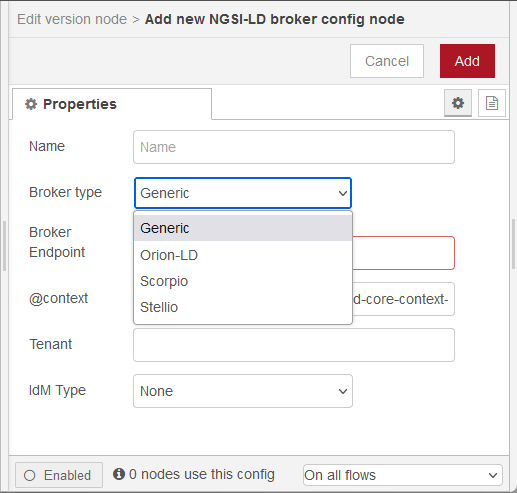 Edit version node > Add new NGSI-LD broker config node
Cancel
Add
Properties
Name
Name
Broker type
Generic
Generic
Orion-LD
Scorpio
Stellio
Broker
Endpoint
@context
d-core-context-
Tenant
IdM Type
None
Enabled
0 nodes use this config
On all flows